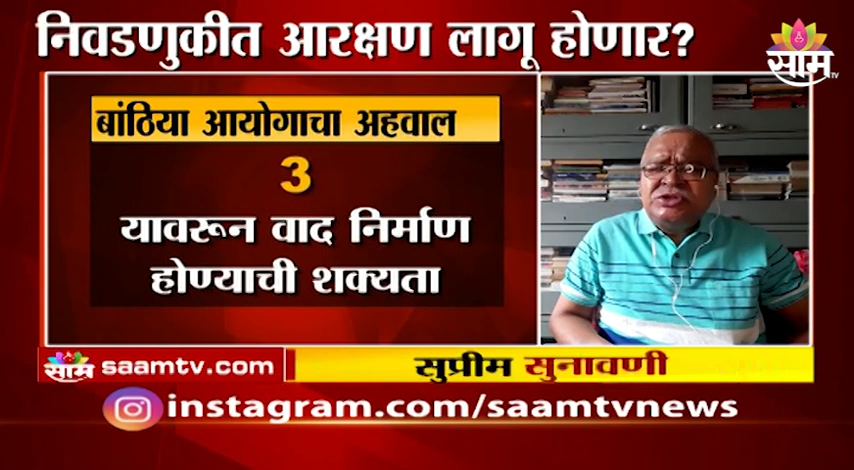 निवडणुकीत आरक्षण लागू होणार?
साम TV
बांठिया आयोगाचा अहवाल
3
यावरून वाद निर्माण
होण्याची शक्यता
साम saamtv.com
सुप्रीम सुनावणी
instagram.com/saamtvnews